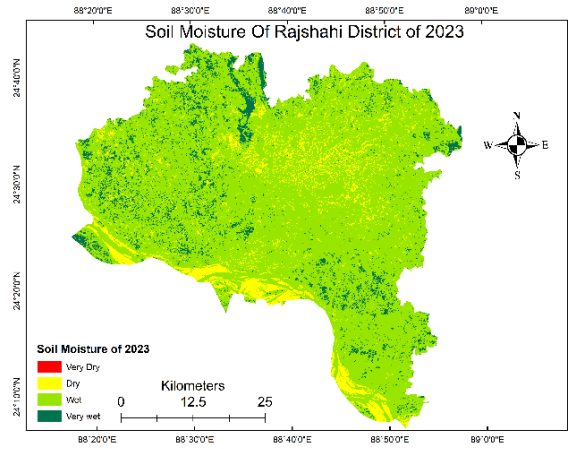 88°20'0"E 88°30'0"E 88°40'0"E 88°50'0"E 89°0'0"E
Soil Moisture Of Rajshahi District of 2023
24°40'0"N
24°30'0"N
24°20'0"N
24°10'0"N
N
W E
S
Soil Moisture of 2023
Very Dry
Dry
Wet
Very wet
Kilometers
0 12.5 25
88°20'0"E 88°30'0"E 88°40'0"E 88°50'0"E 89°0'0"E